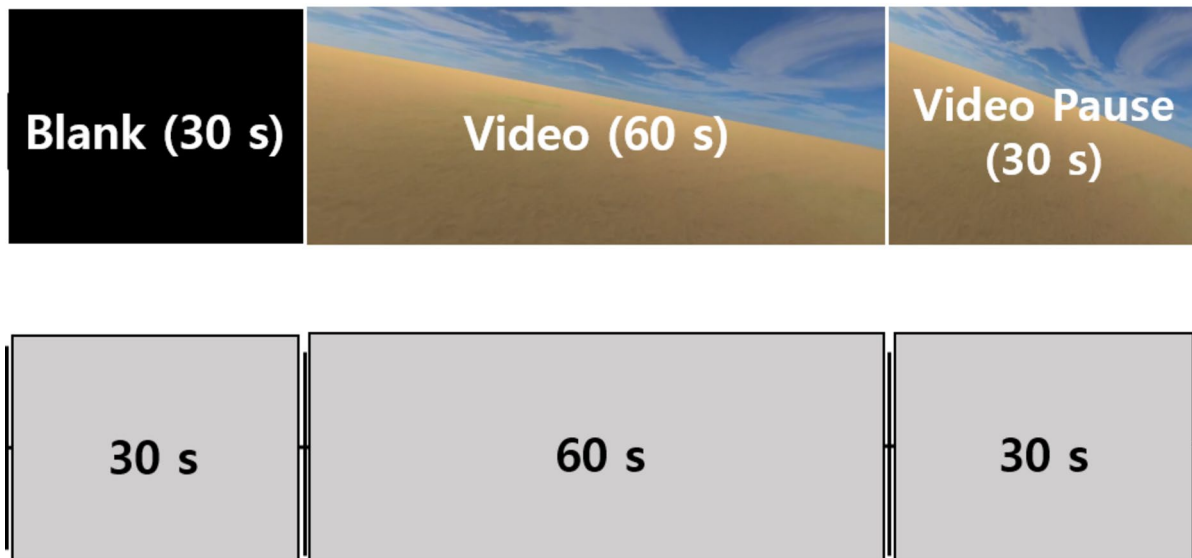 Blank (30 s)
Video (60 s)
Video Pause
(30 s)
30 s
60 s
30 s